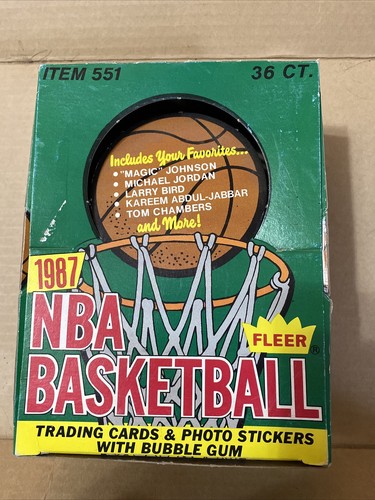 ITEM 551 36 CT.
Includes Your Favorites...
• "MAGIC" JOHNSON
• MICHAEL JORDAN
• LARRY BIRD
• KAREEM ABDUL-JABBAR
• TOM CHAMBERS
and More!
1987
NBA
FLEER®
BASKETBALL
TRADING CARDS & PHOTO STICKERS
WITH BUBBLE GUM